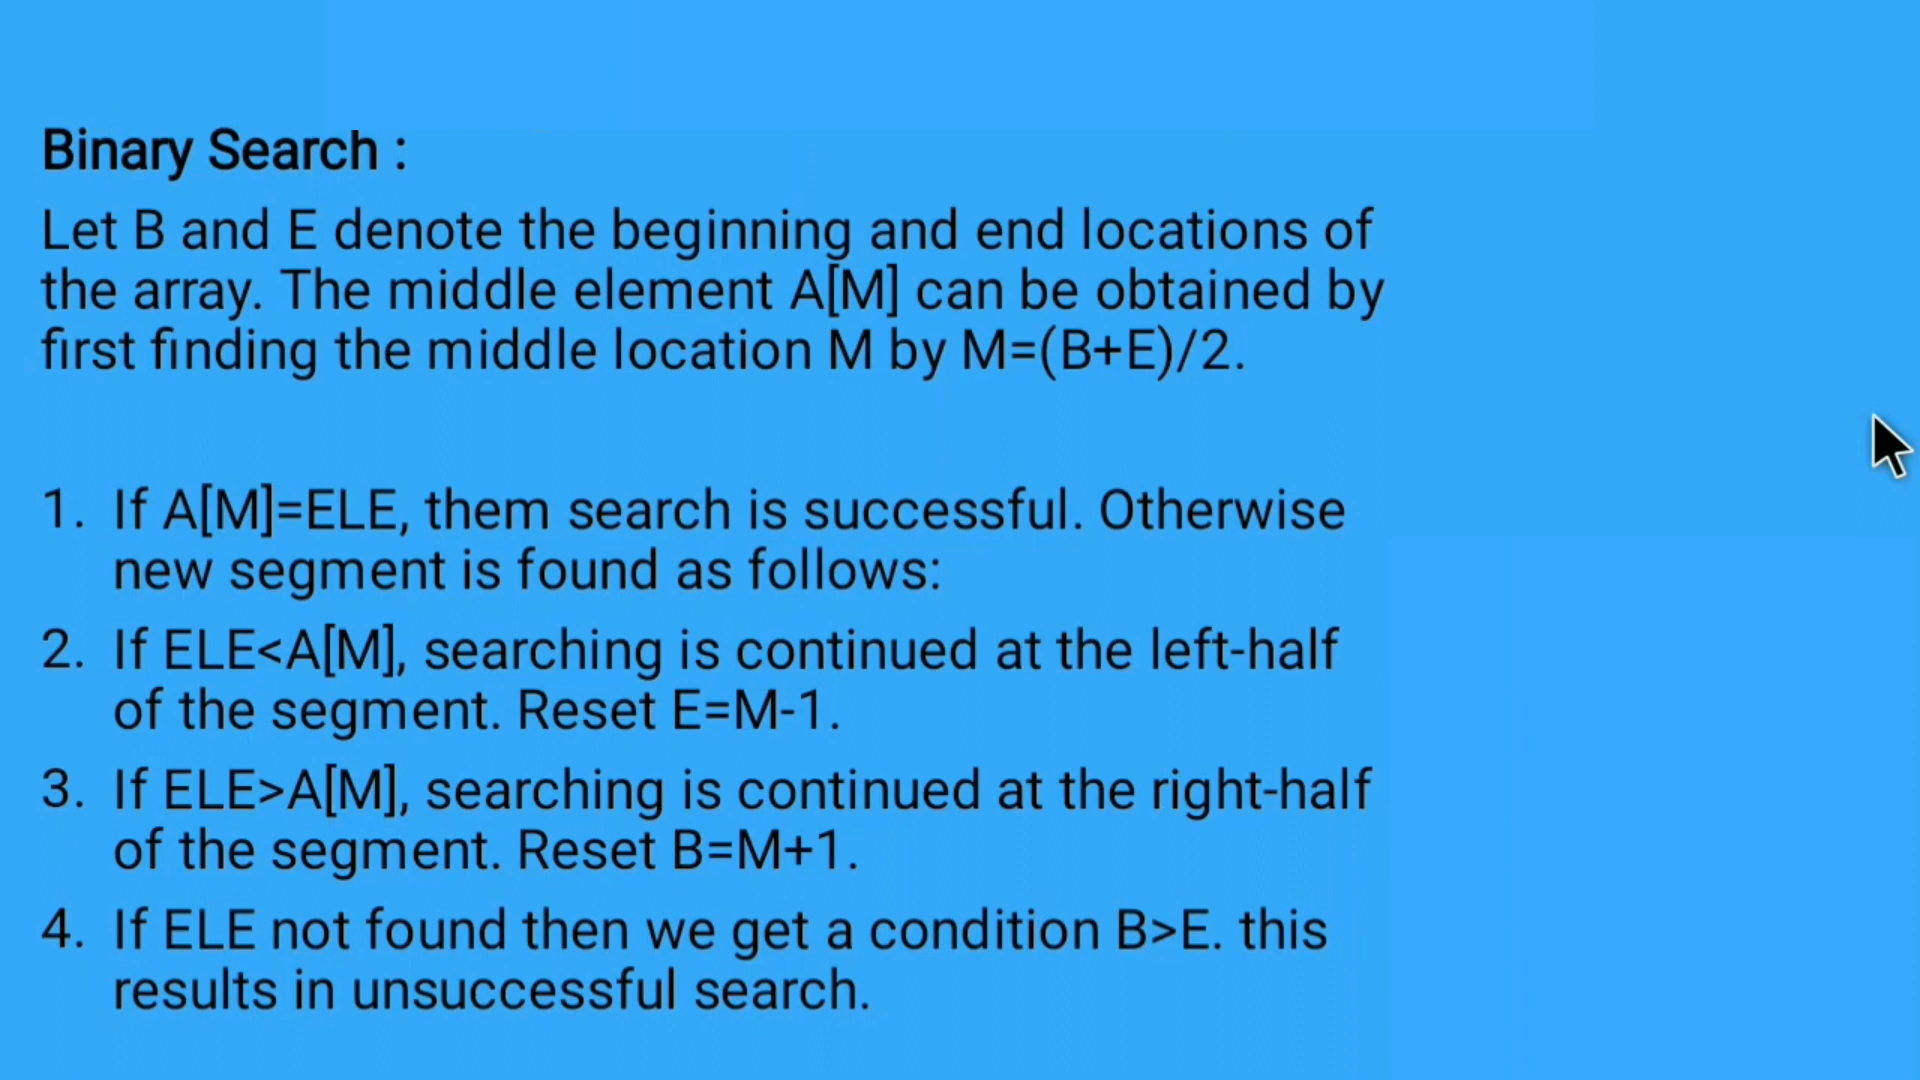 Binary Search :
Let B and E denote the beginning and end locations of
the array. The middle element A[M] can be obtained by
first finding the middle location M by M=(B+E)/2.
1. If A[M]=ELE, them search is successful. Otherwise
new segment is found as follows:
2. If ELE<A[M], searching is continued at the left-half
of the segment. Reset E=M-1.
3. If ELE>A[M], searching is continued at the right-half
of the segment. Reset B=M+1.
4. If ELE not found then we get a condition B>E. this
results in unsuccessful search.